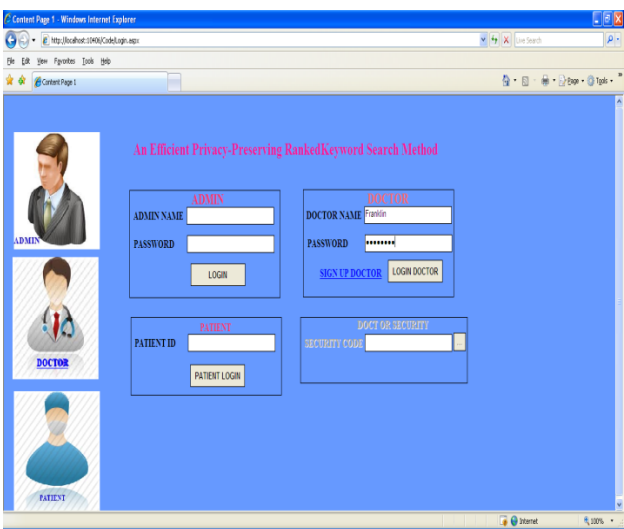 Content Page 1 - Windows Internet Explorer
http://localhost:10406/Code/Login.aspx
Live Search
File Edit View Favorites Tools Help
Content Page 1
Page Tools
An Efficient Privacy-Preserving RankedKeyword Search Method
ADMIN
ADMIN
ADMIN NAME
PASSWORD
LOGIN
DOCTOR
DOCTOR NAME Franklin
PASSWORD ••••••••
SIGN UP DOCTOR LOGIN DOCTOR
DOCTOR
PATIENT
PATIENT ID
PATIENT LOGIN
DOCT OR SECURITY
SECURITY CODE ...
PATIENT
Internet
100%